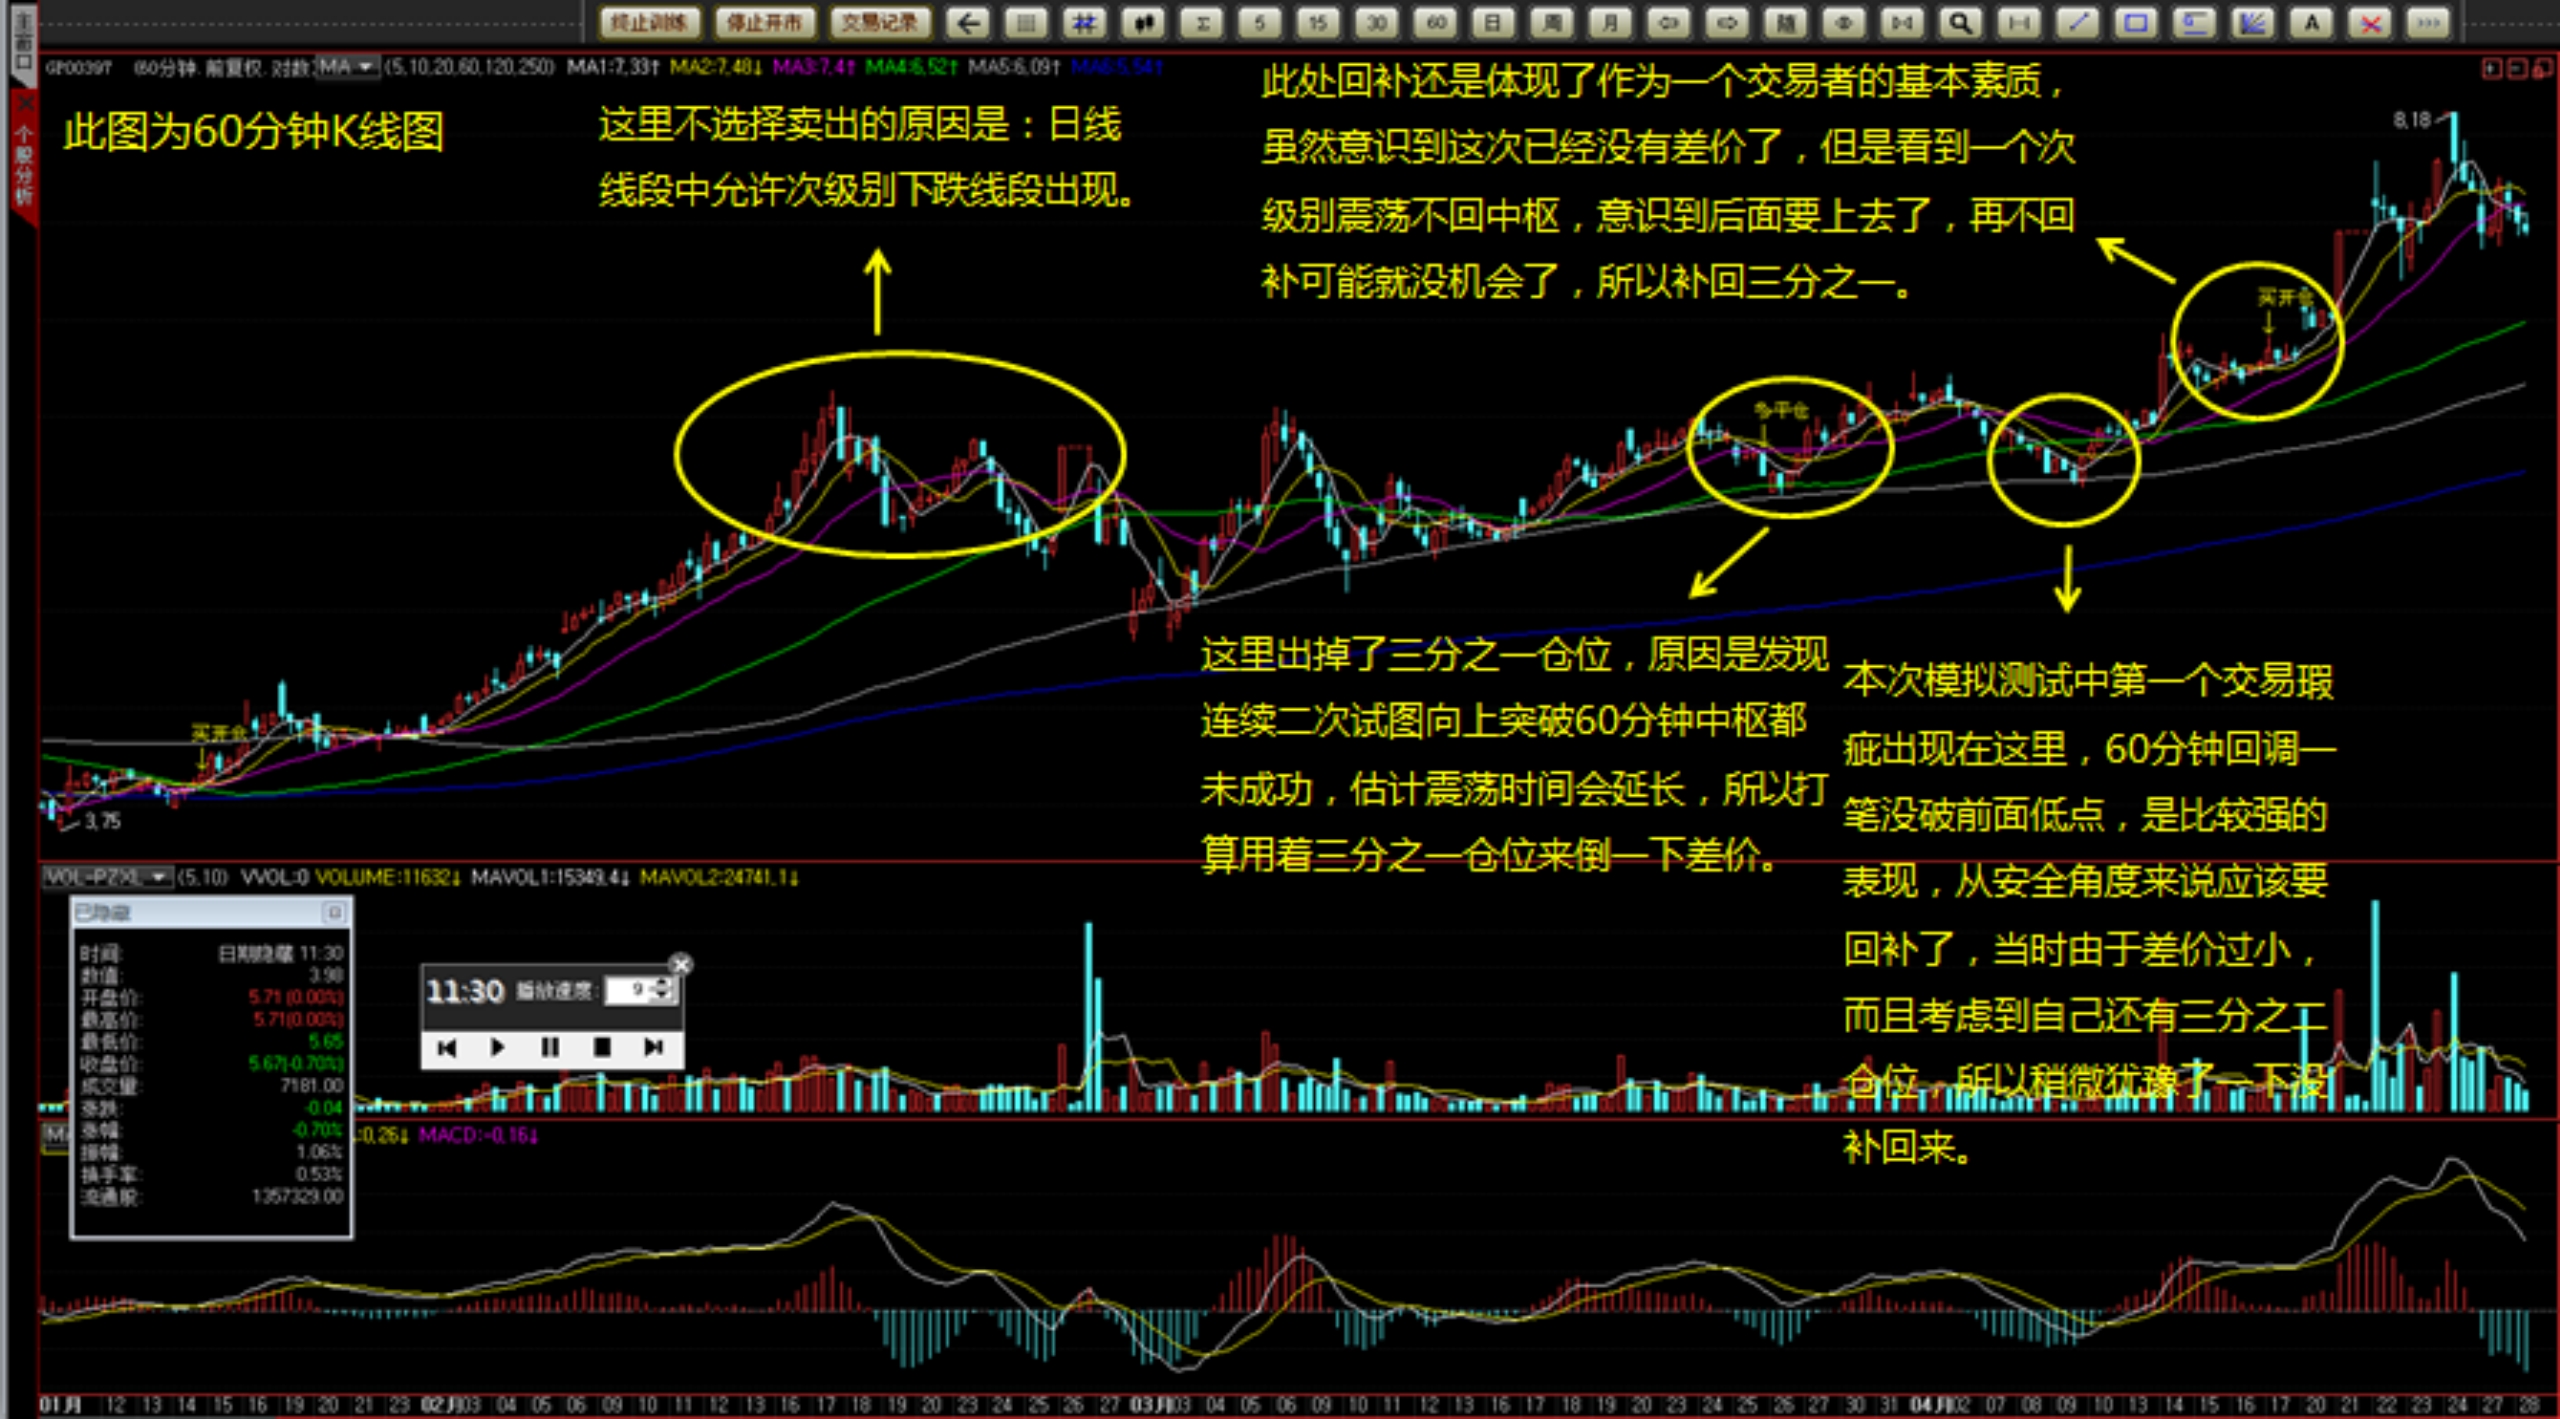 终止训练 停止开市 交易记录 Σ 5 15 30 60 日 周 月 随 A
主窗口
个股分析
(60分钟.前复权.对数) MA (5,10,20,60,120,250) MA1:7.33↑ MA2:7.48↓ MA3:7.4↑ MA4:6.52↑ MA5:6.09↑ MA6:5.54↑
此图为60分钟K线图
这里不选择卖出的原因是：日线
线段中允许次级别下跌线段出现。
此处回补还是体现了作为一个交易者的基本素质，
虽然意识到这次已经没有差价了，但是看到一个次
级别震荡不回中枢，意识到后面要上去了，再不回
补可能就没机会了，所以补回三分之一。
8.18
买开仓
多平仓
买开仓
3.75
这里出掉了三分之一仓位，原因是发现
连续二次试图向上突破60分钟中枢都
未成功，估计震荡时间会延长，所以打
算用着三分之一仓位来倒一下差价。
本次模拟测试中第一个交易瑕
疵出现在这里，60分钟回调一
笔没破前面低点，是比较强的
表现，从安全角度来说应该要
回补了，当时由于差价过小，
而且考虑到自己还有三分之二
仓位，所以稍微犹豫了一下没
补回来。
VOL-PZXL (5,10) VVOL:0 VOLUME:11632↓ MAVOL1:15349.4↓ MAVOL2:24741.1↓
已隐藏
时间: 日期隐藏 11:30
数值: 3.98
开盘价: 5.71 (0.00%)
最高价: 5.71(0.00%)
最低价: 5.65
收盘价: 5.67(-0.70%)
成交量: 7181.00
涨跌: -0.04
涨幅: -0.70%
振幅: 1.06%
换手率: 0.53%
流通股: 1357329.00
11:30 播放速度: 9
:0.26↓ MACD:-0.16↓
01月 12 13 14 15 16 19 20 21 23 02月 03 04 05 06 09 10 11 12 13 16 17 18 19 20 23 24 25 26 27 03月 03 04 05 06 09 10 11 12 13 16 17 18 19 20 23 24 25 26 27 30 31 04月 02 07 08 09 10 13 14 15 16 17 20 21 22 23 24 27 28